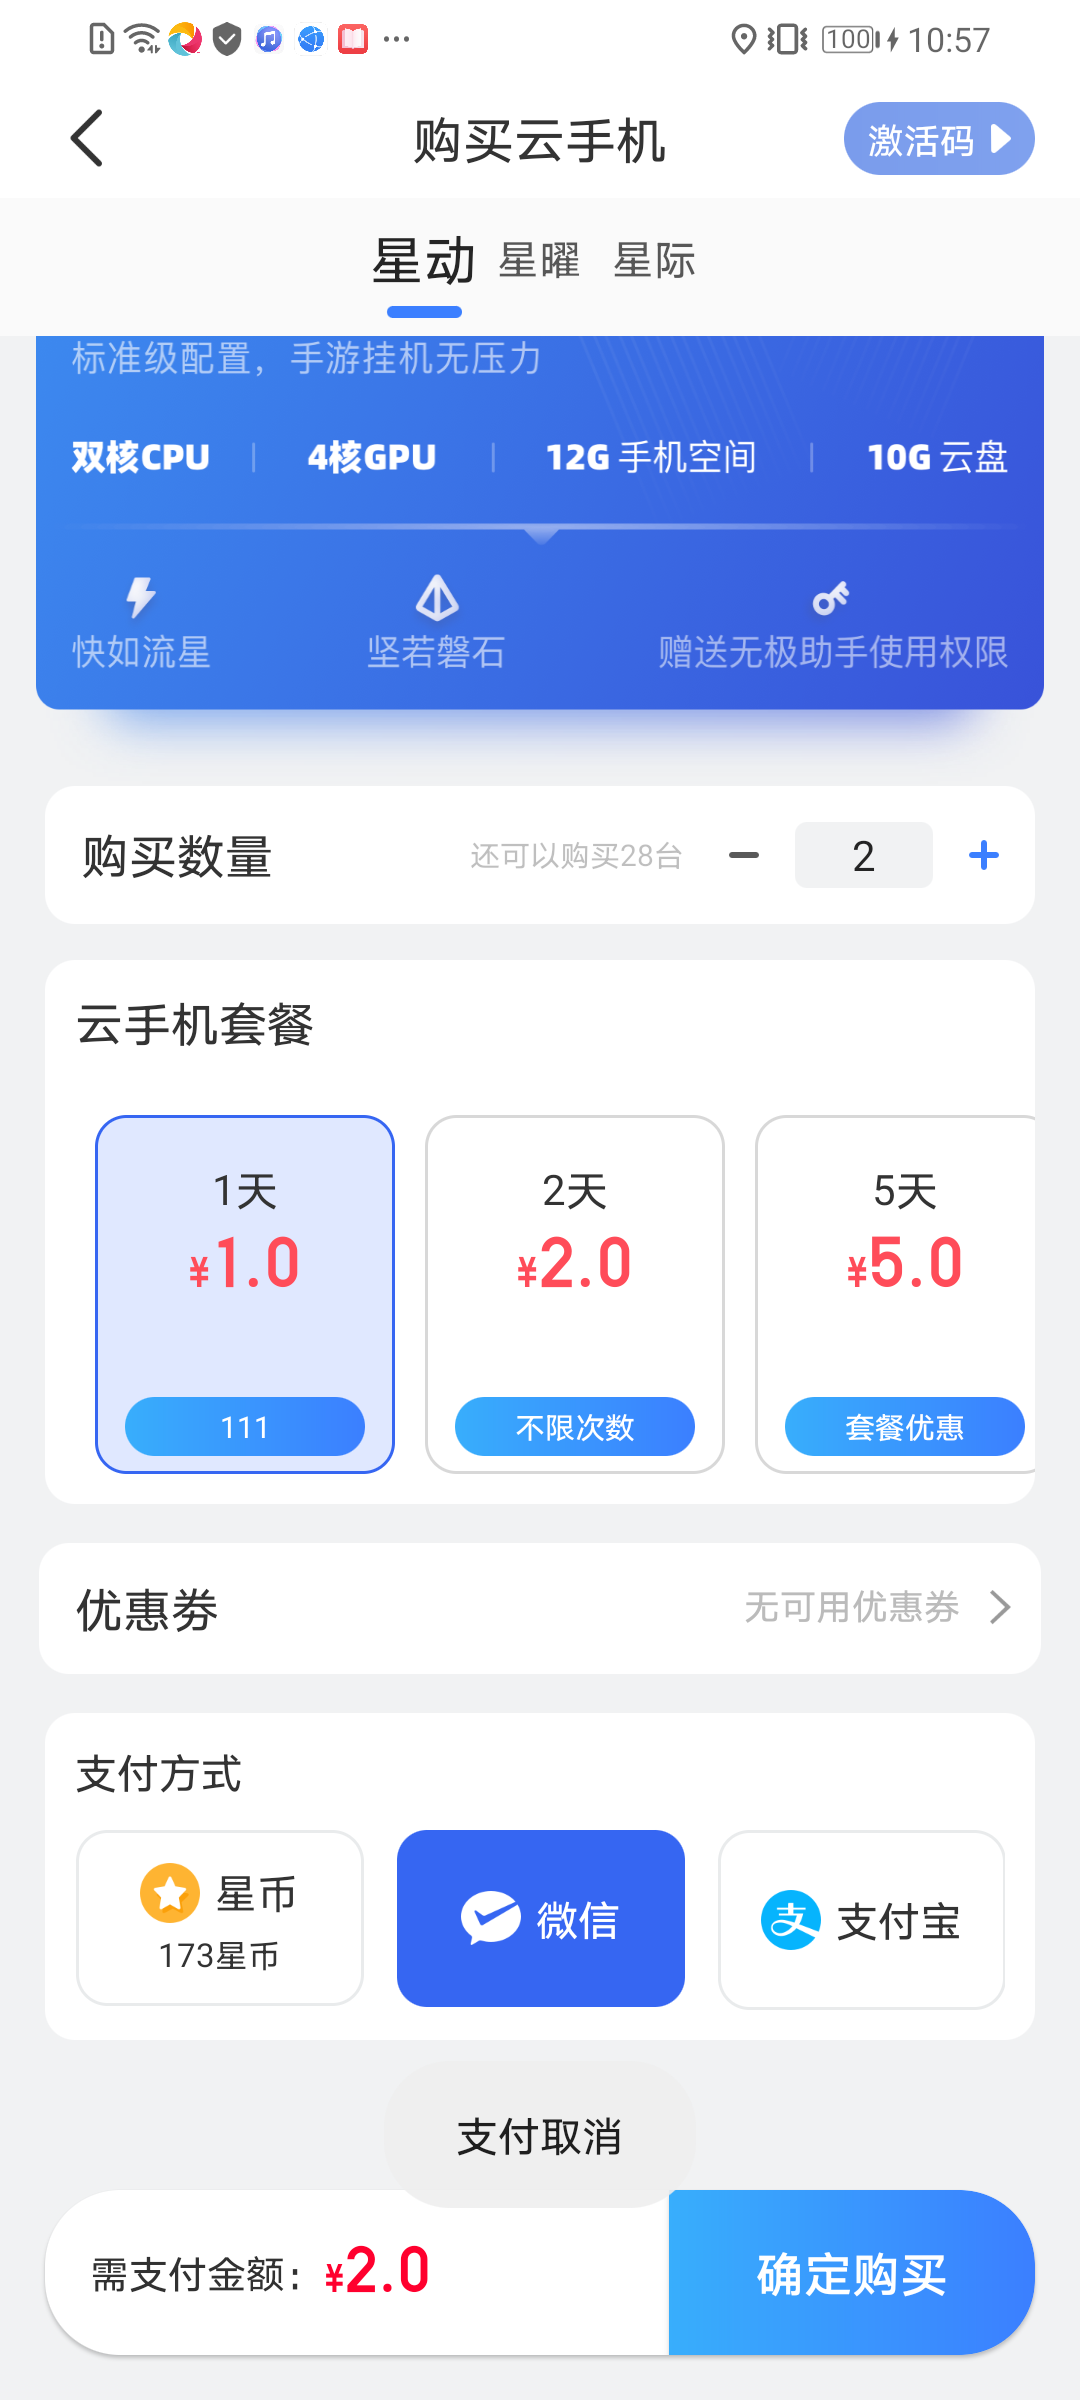 100 10:57
购买云手机
激活码
星动 星曜 星际
标准级配置，手游挂机无压力
双核CPU 4核GPU 12G 手机空间 10G 云盘
快如流星 坚若磐石 赠送无极助手使用权限
购买数量 还可以购买28台 2
云手机套餐
1天 2天 5天
¥1.0 ¥2.0 ¥5.0
111 不限次数 套餐优惠
优惠券 无可用优惠券
支付方式
星币 微信 支付宝
173星币
支付取消
需支付金额：¥2.0 确定购买